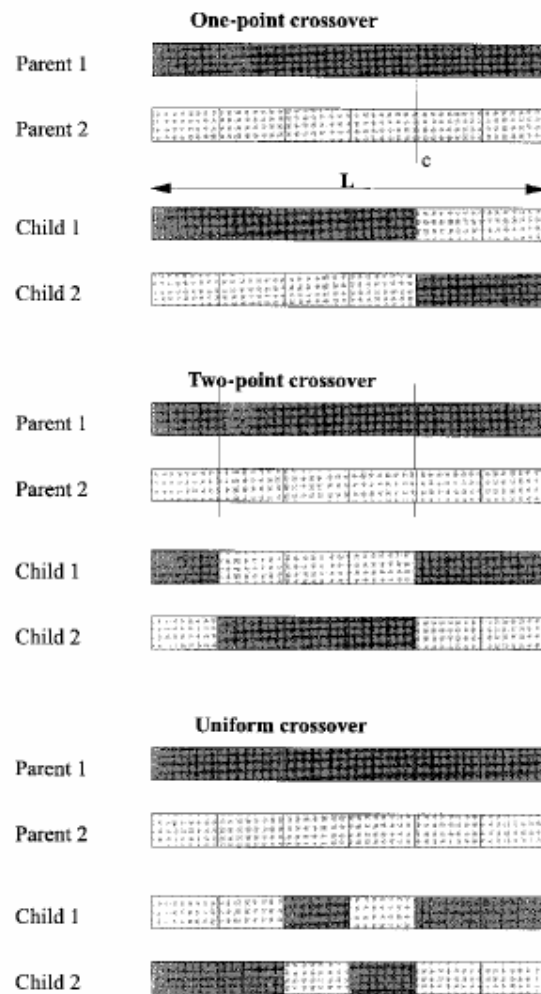 One-point crossover
Parent 1
Parent 2
c
L
Child 1
Child 2
Two-point crossover
Parent 1
Parent 2
Child 1
Child 2
Uniform crossover
Parent 1
Parent 2
Child 1
Child 2